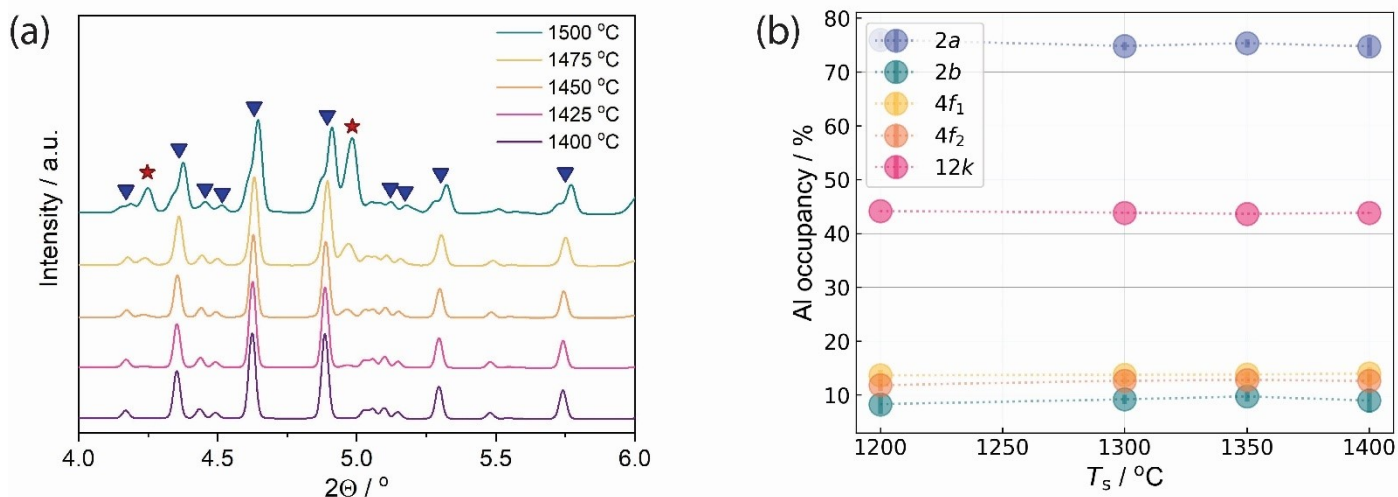 (a)
1500 °C
1475 °C
1450 °C
1425 °C
1400 °C
Intensity / a.u.
4.0 4.5 5.0 5.5 6.0
2Θ / °
(b)
80
70
60
50
40
30
20
10
Al occupancy / %
2a
2b
4f₁
4f₂
12k
1200 1250 1300 1350 1400
Tₛ / °C